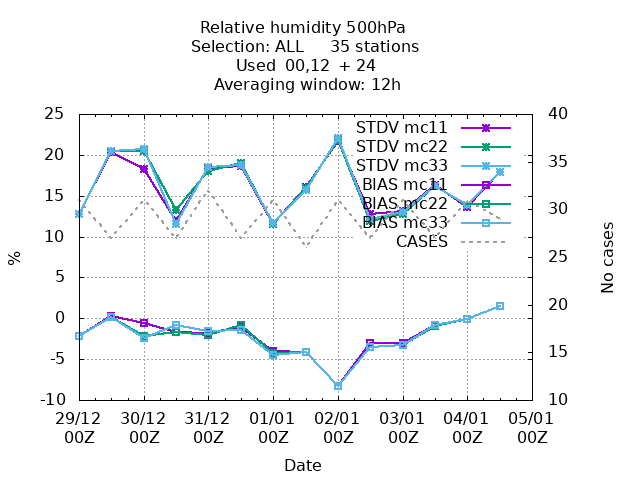 Relative humidity 500hPa
Selection: ALL 35 stations
Used 00,12 + 24
Averaging window: 12h
25
20
15
10
5
0
-5
-10
%
40
35
30
25
20
15
10
No cases
STDV mc11
STDV mc22
STDV mc33
BIAS mc11
BIAS mc22
BIAS mc33
CASES
29/12 30/12 31/12 01/01 02/01 03/01 04/01 05/01
00Z 00Z 00Z 00Z 00Z 00Z 00Z 00Z
Date